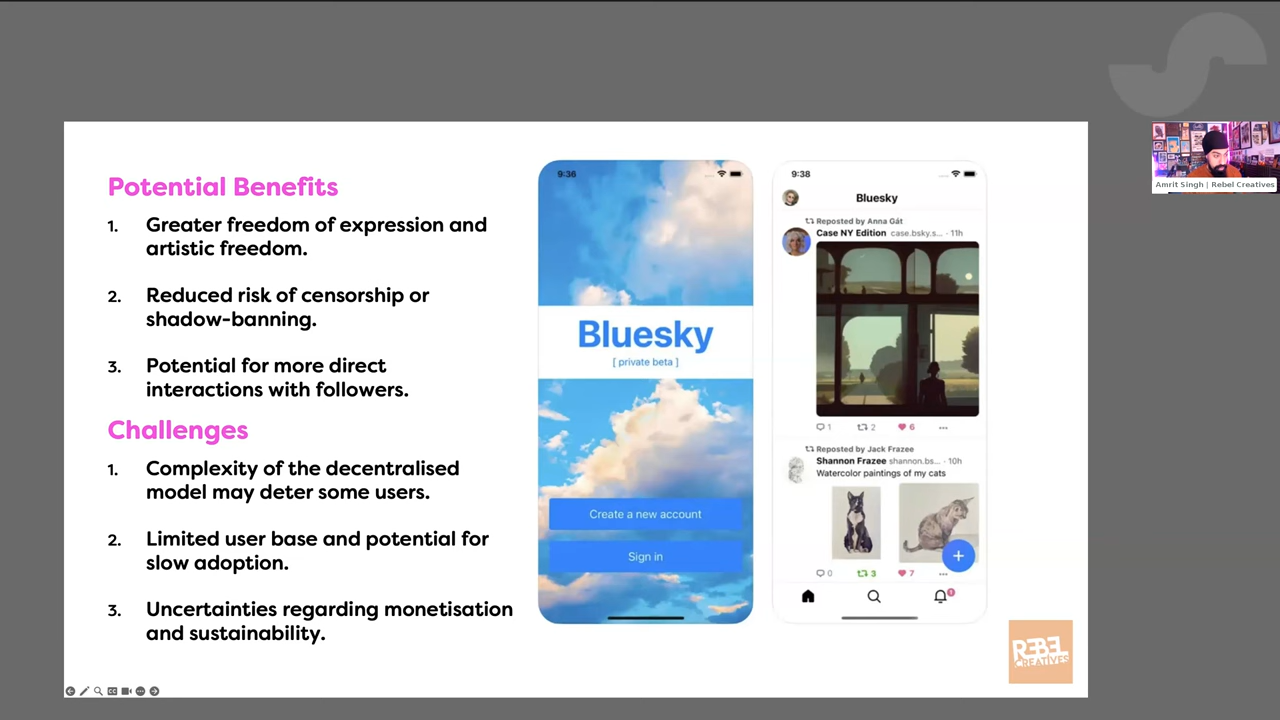 Potential Benefits
1. Greater freedom of expression and
artistic freedom.
2. Reduced risk of censorship or
shadow-banning.
3. Potential for more direct
interactions with followers.
Challenges
1. Complexity of the decentralised
model may deter some users.
2. Limited user base and potential for
slow adoption.
3. Uncertainties regarding monetisation
and sustainability.
9:36
Bluesky
[ private beta ]
Create a new account
Sign in
9:38
Bluesky
Reposted by Anna Gát
Case NY Edition case.bsky.s... · 11h
1 2 6 ...
Reposted by Jack Frazee
Shannon Frazee shannon.bs... · 10h
Watercolor paintings of my cats
0 3 7 ...
REBEL
CREATIVES
Amrit Singh | Rebel Creatives